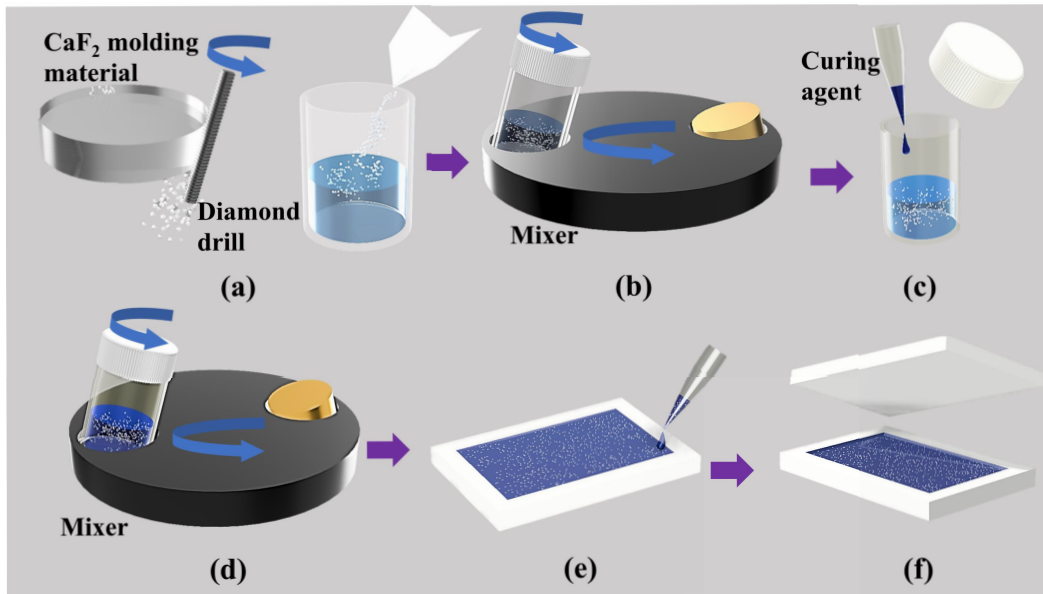 CaF₂ molding
material
Diamond
drill
(a)
Mixer
(b)
Curing
agent
(c)
Mixer
(d)
(e)
(f)